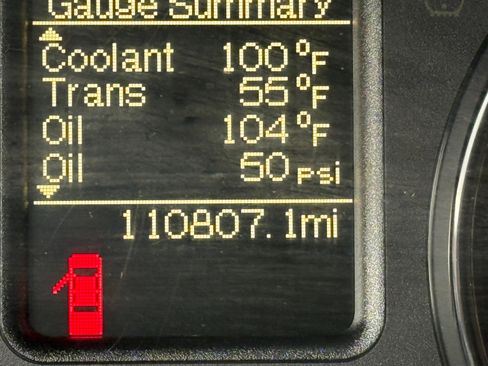 Gauge Summary
Coolant 100°F
Trans 55°F
Oil 104°F
Oil 50 psi
110807.1mi